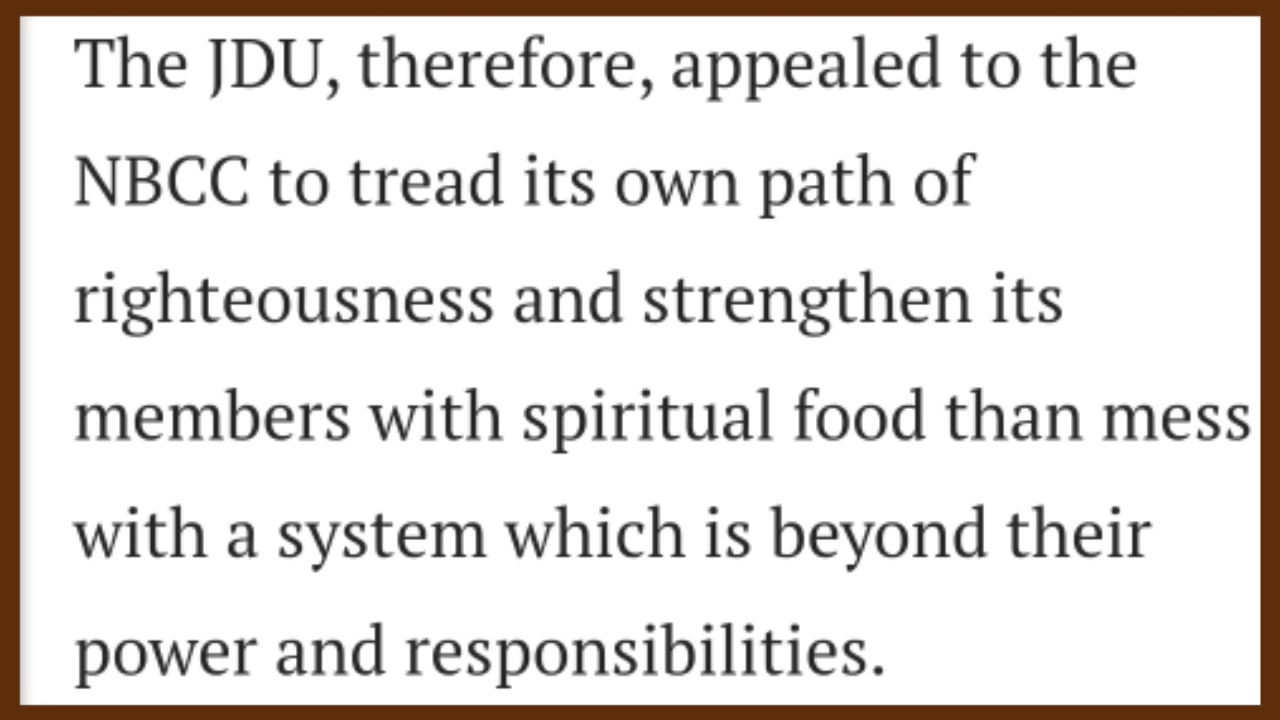 The JDU, therefore, appealed to the
NBCC to tread its own path of
righteousness and strengthen its
members with spiritual food than mess
with a system which is beyond their
power and responsibilities.